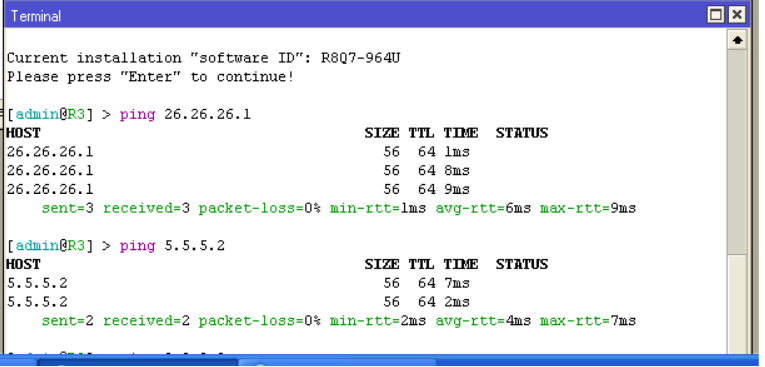 Terminal
Current installation "software ID": R8Q7-964U
Please press "Enter" to continue!
[admin@R3] > ping 26.26.26.1
HOST SIZE TTL TIME STATUS
26.26.26.1 56 64 1ms
26.26.26.1 56 64 8ms
26.26.26.1 56 64 9ms
sent=3 received=3 packet-loss=0% min-rtt=1ms avg-rtt=6ms max-rtt=9ms
[admin@R3] > ping 5.5.5.2
HOST SIZE TTL TIME STATUS
5.5.5.2 56 64 7ms
5.5.5.2 56 64 2ms
sent=2 received=2 packet-loss=0% min-rtt=2ms avg-rtt=4ms max-rtt=7ms